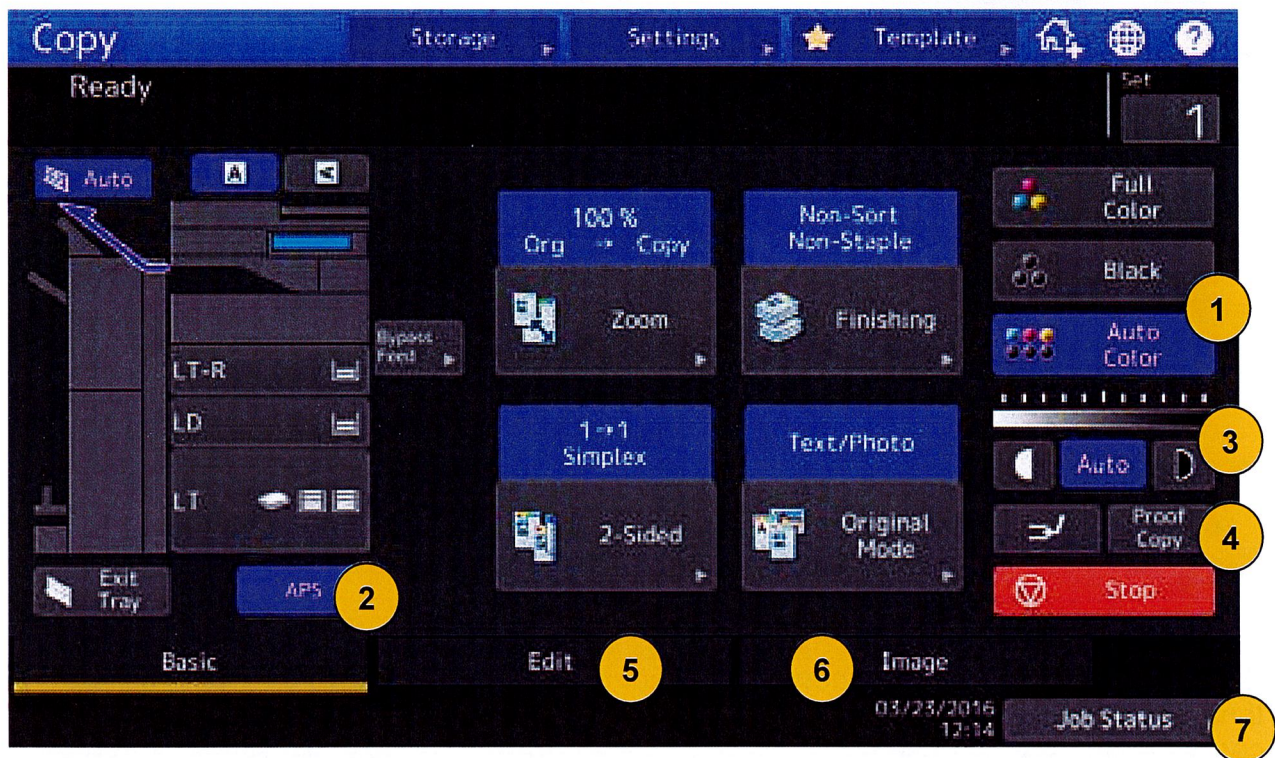 Copy
Storage
Settings
Template
?
Ready
Set
1
Auto
A
A
100 %
Org → Copy
Zoom
Non-Sort
Non-Staple
Finishing
Full
Color
Black
1
Auto
Color
Bypass
Feed
LT-R
LD
LT
1→1
Simplex
2-Sided
Text/Photo
Original
Mode
3
Auto
Proof
Copy
4
Stop
Exit
Tray
APS
2
Basic
Edit
5
6
Image
03/23/2016
12:14
Job Status
7